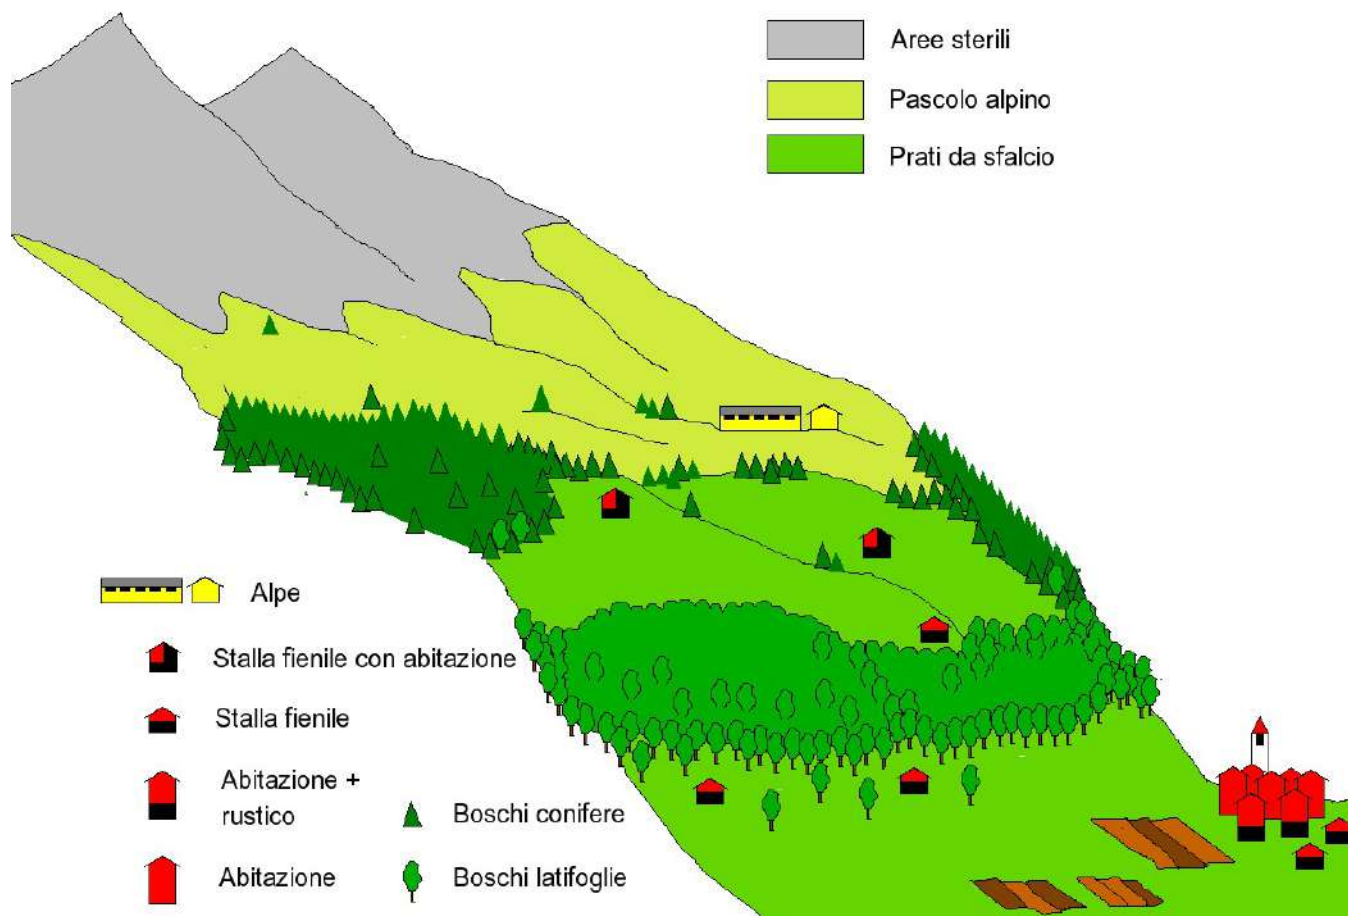 Aree sterili
Pascolo alpino
Prati da sfalcio
Alpe
Stalla fienile con abitazione
Stalla fienile
Abitazione +
rustico
Abitazione
Boschi conifere
Boschi latifoglie